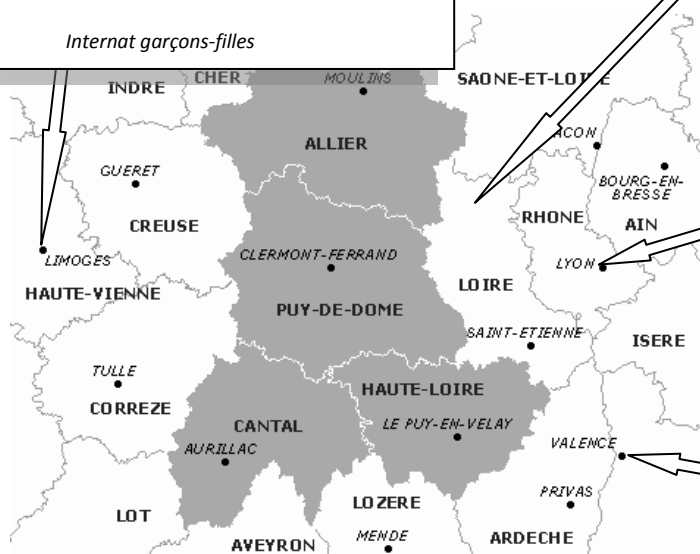 Internat garçons-filles
CHER
MOULINS
SAONE-ET-LOIRE
INDRE
ACON
ALLIER
GUERET
BOURG-EN-
BRESSE
CREUSE
RHONE
AIN
CLERMONT-FERRAND
LYON
LIMOGES
LOIRE
HAUTE-VIENNE
PUY-DE-DOME
SAINT-ETIENNE
ISERE
TULLE
HAUTE-LOIRE
CORREZE
CANTAL
LE PUY-EN-VELAY
AURILLAC
VALENCE
PRIVAS
LOZERE
LOT
MENDE
ARDECHE
AVEYRON